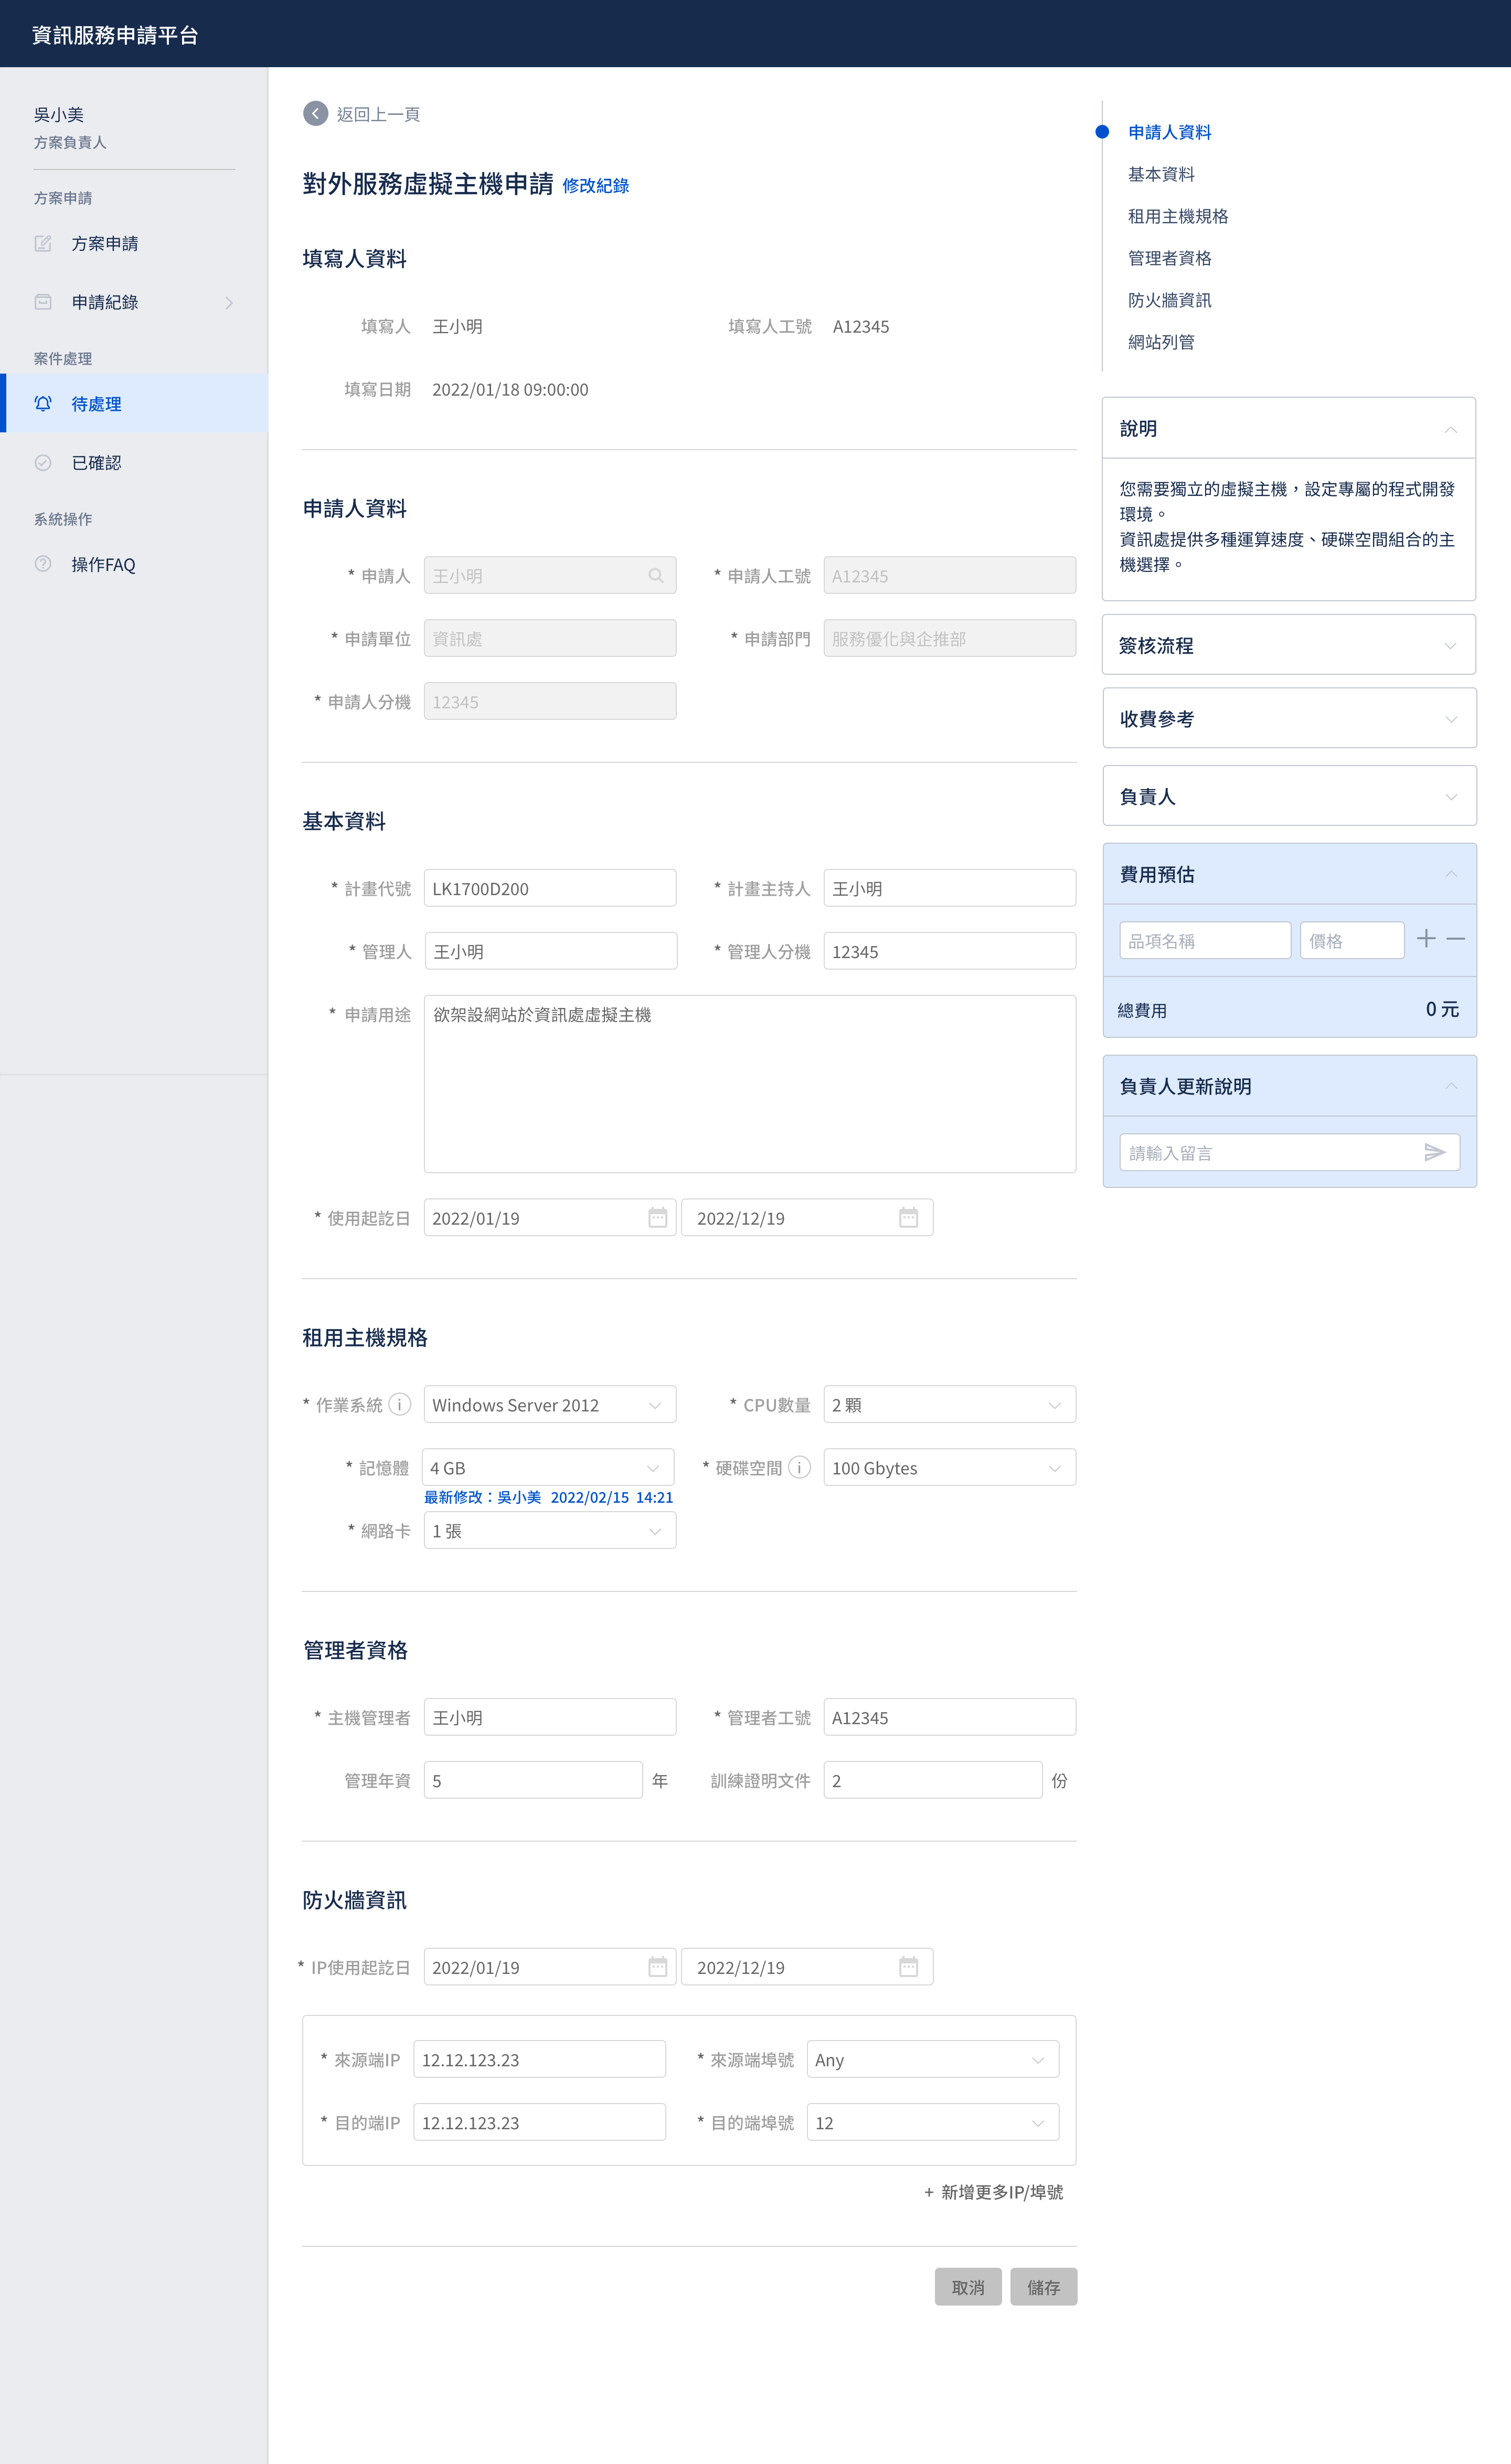 資訊服務申請平台
吳小美
方案負責人
方案申請
方案申請
申請紀錄
案件處理
待處理
已確認
系統操作
操作FAQ
返回上一頁
對外服務虛擬主機申請 修改紀錄
填寫人資料
填寫人 王小明 填寫人工號 A12345
填寫日期 2022/01/18 09:00:00
申請人資料
* 申請人 王小明 * 申請人工號 A12345
* 申請單位 資訊處 * 申請部門 服務優化與企推部
* 申請人分機 12345
基本資料
* 計畫代號 LK1700D200 * 計畫主持人 王小明
* 管理人 王小明 * 管理人分機 12345
* 申請用途 欲架設網站於資訊處虛擬主機
* 使用起訖日 2022/01/19 2022/12/19
租用主機規格
* 作業系統 i Windows Server 2012 * CPU數量 2 顆
* 記憶體 4 GB * 硬碟空間 i 100 Gbytes
最新修改：吳小美 2022/02/15 14:21
* 網路卡 1 張
管理者資格
* 主機管理者 王小明 * 管理者工號 A12345
管理年資 5 年 訓練證明文件 2 份
防火牆資訊
* IP使用起訖日 2022/01/19 2022/12/19
* 來源端IP 12.12.123.23 * 來源端埠號 Any
* 目的端IP 12.12.123.23 * 目的端埠號 12
+ 新增更多IP/埠號
取消 儲存
申請人資料
基本資料
租用主機規格
管理者資格
防火牆資訊
網站列管
說明
您需要獨立的虛擬主機，設定專屬的程式開發
環境。
資訊處提供多種運算速度、硬碟空間組合的主
機選擇。
簽核流程
收費參考
負責人
費用預估
品項名稱 價格
總費用 0 元
負責人更新說明
請輸入留言